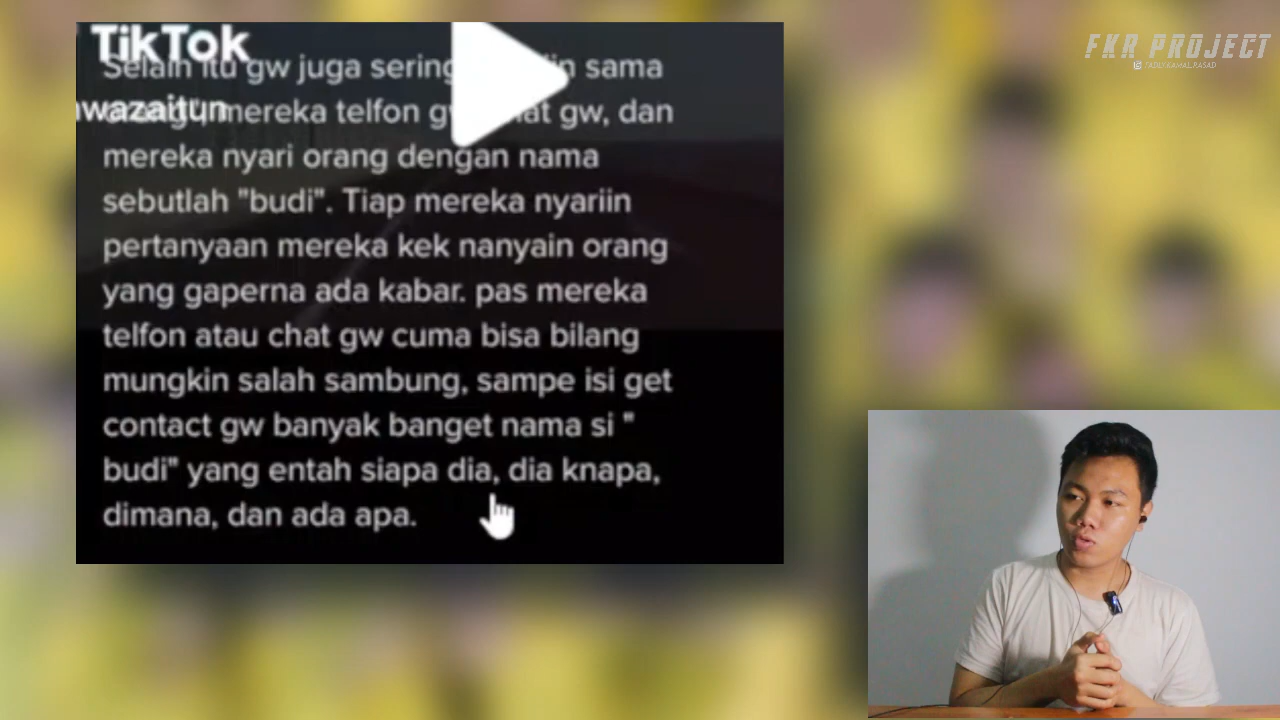 TikTok
FKR PROJECT
Selain itu gw juga sering sama
wazaitun
mereka telfon gw, dan
mereka nyari orang dengan nama
sebutlah "budi". Tiap mereka nyariin
pertanyaan mereka kek nanyain orang
yang gaperna ada kabar. pas mereka
telfon atau chat gw cuma bisa bilang
mungkin salah sambung, sampe isi get
contact gw banyak banget nama si "
budi" yang entah siapa dia, dia knapa,
dimana, dan ada apa.